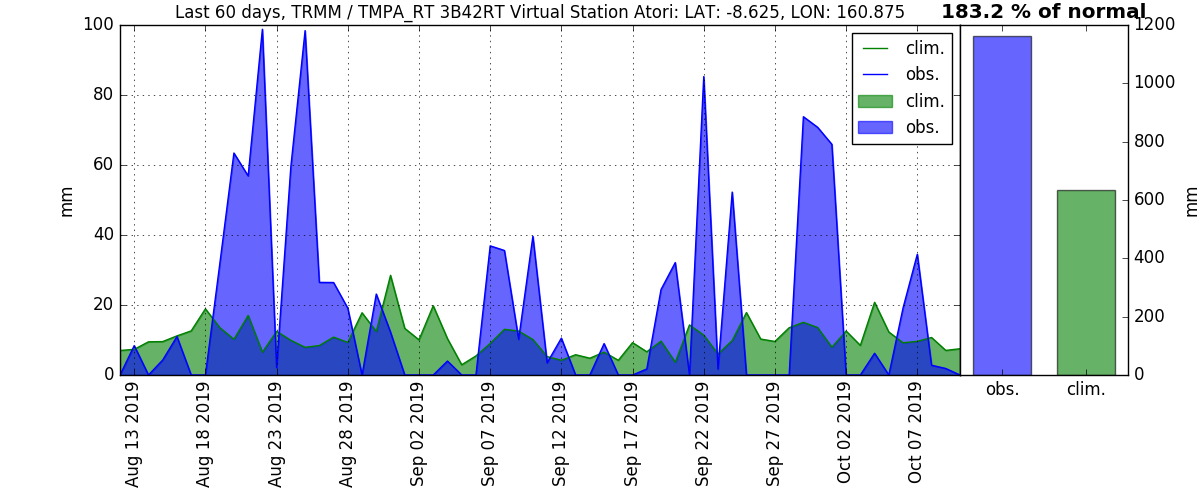 Last 60 days, TRMM / TMPA_RT 3B42RT Virtual Station Atori: LAT: -8.625, LON: 160.875
183.2 % of normal
100
80
60
40
20
0
mm
clim.
obs.
clim.
obs.
1200
1000
800
600
400
200
0
mm
obs.
clim.
Aug 13 2019
Aug 18 2019
Aug 23 2019
Aug 28 2019
Sep 02 2019
Sep 07 2019
Sep 12 2019
Sep 17 2019
Sep 22 2019
Sep 27 2019
Oct 02 2019
Oct 07 2019